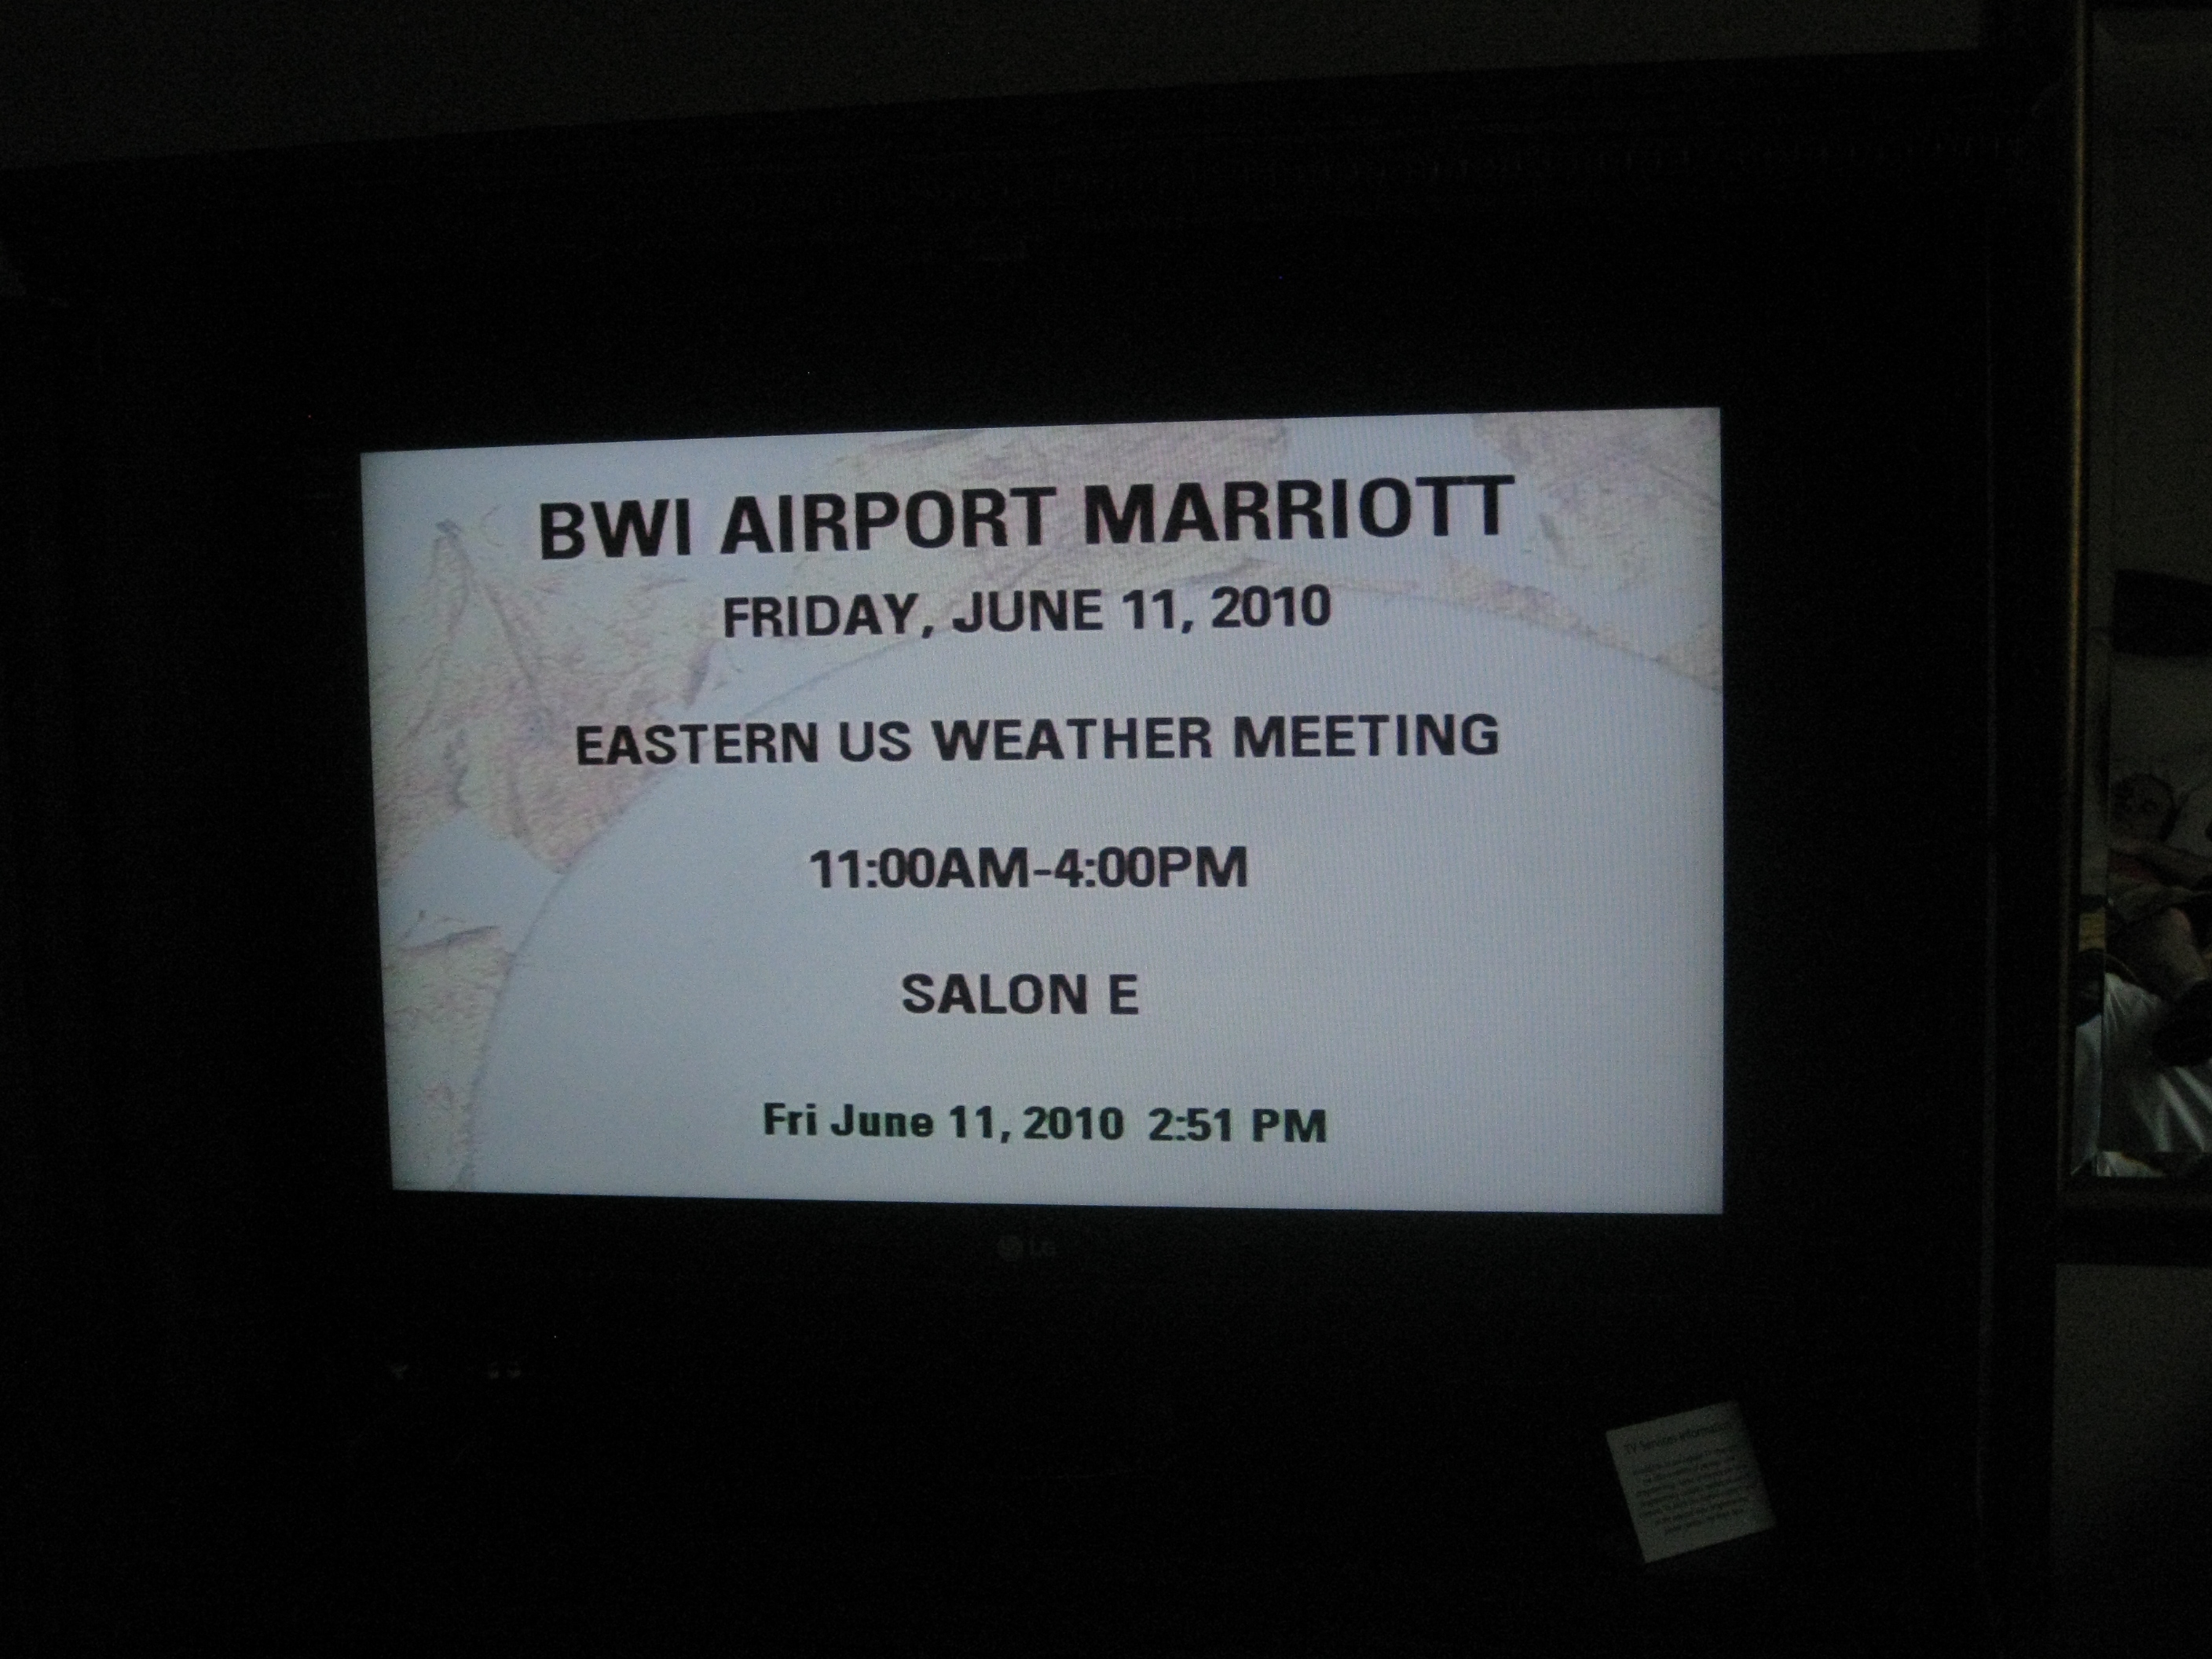 BWI AIRPORT MARRIOTT
FRIDAY, JUNE 11, 2010
EASTERN US WEATHER MEETING
11:00AM-4:00PM
SALON E
Fri June 11, 2010 2:51 PM
LG